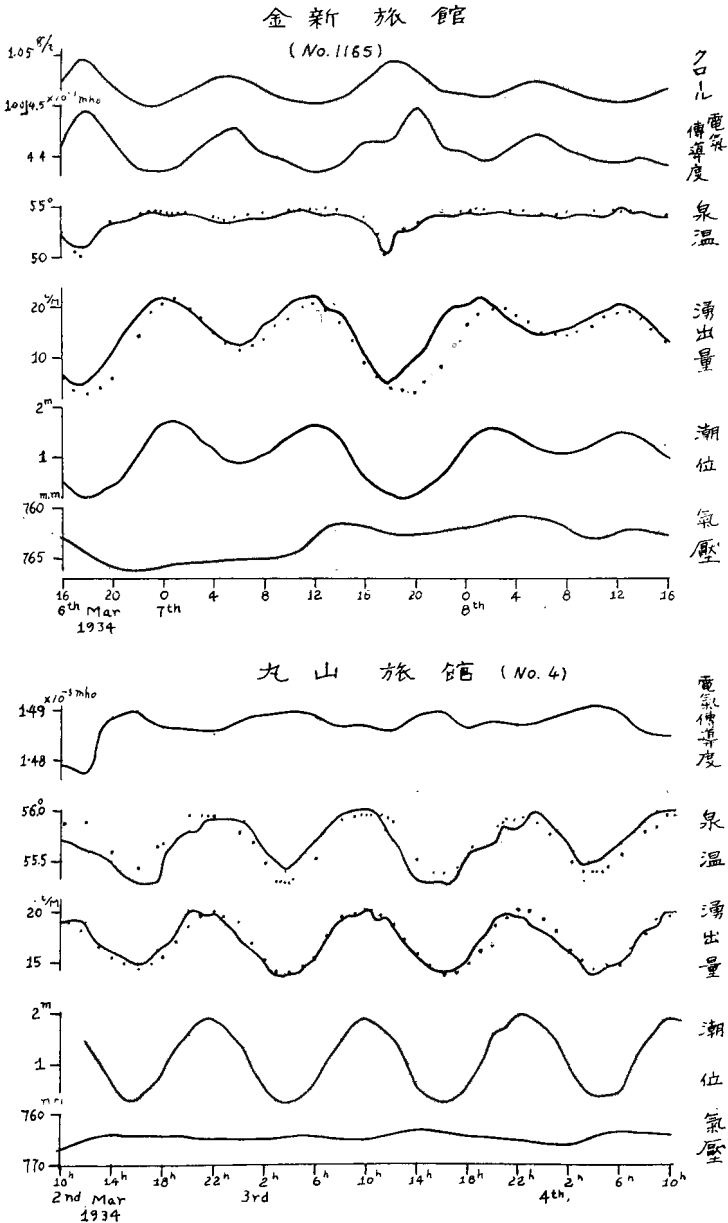 金新旅館
(No.1165)
1.05 g/L
1.00
クロール
4.5 ×10⁻³ mho
4.4
電氣傳導度
55°
50
泉温
L/M
20
10
湧出量
2ᵐ
1
潮位
m.m.
760
765
氣壓
16 20 0 4 8 12 16 20 0 4 8 12 16
6th Mar 7th 8th
1934
丸山旅館 (No.4)
×10⁻³ mho
1.49
1.48
電氣傳導度
56.0°
55.5
泉温
L/M
20
15
湧出量
2ᵐ
1
潮位
760
770
氣壓
10ʰ 14ʰ 18ʰ 22ʰ 2ʰ 6ʰ 10ʰ 14ʰ 18ʰ 22ʰ 2ʰ 6ʰ 10ʰ
2nd Mar 3rd 4th,
1934